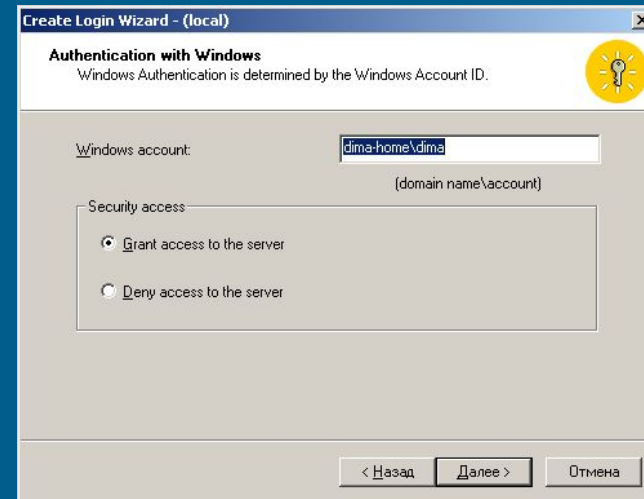 Create Login Wizard - (local)
Authentication with Windows
Windows Authentication is determined by the Windows Account ID.
Windows account:
dima-home\dima
(domain name\account)
Security access
Grant access to the server
Deny access to the server
< Назад
Далее >
Отмена